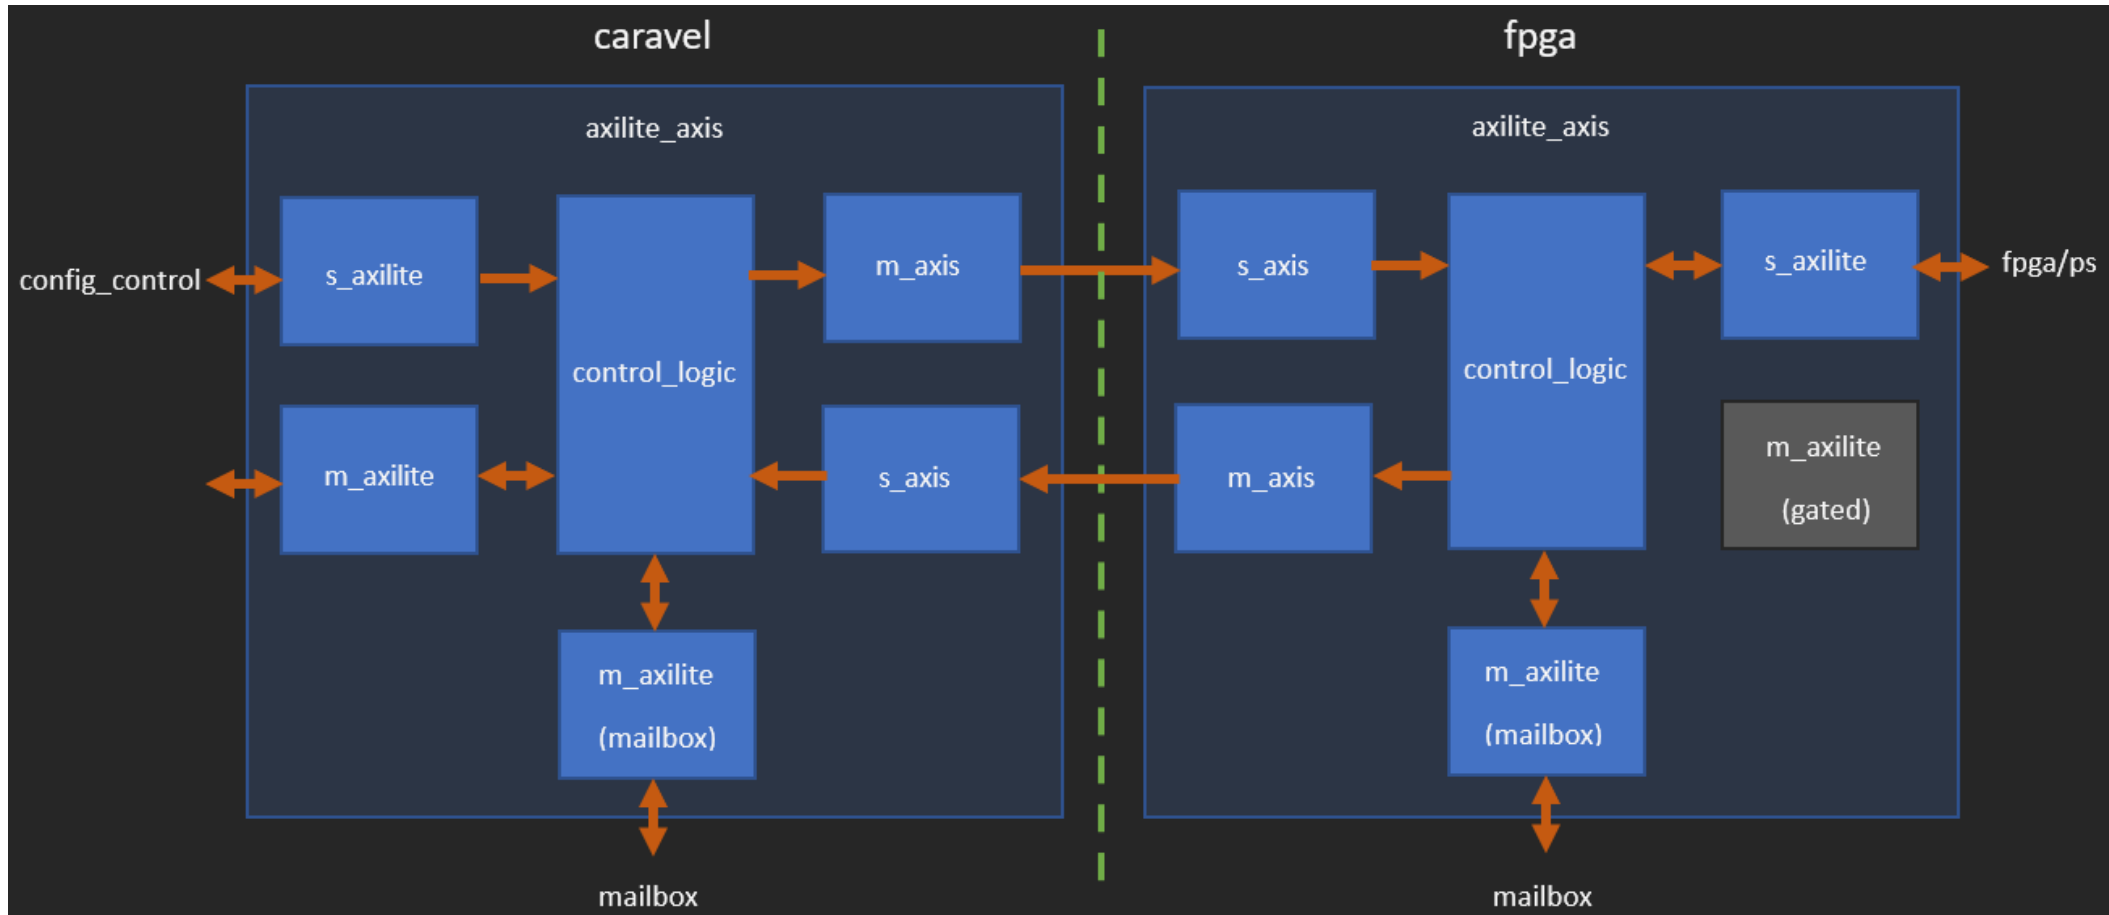 caravel
fpga
axilite_axis
axilite_axis
config_control
s_axilite
control_logic
m_axis
m_axilite
s_axis
m_axilite
(mailbox)
mailbox
s_axis
control_logic
s_axilite
fpga/ps
m_axis
m_axilite
(gated)
m_axilite
(mailbox)
mailbox